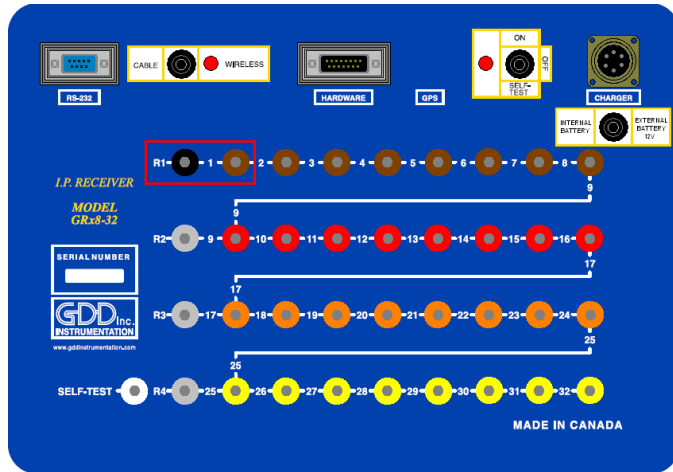 ON
OFF
CABLE
WIRELESS
SELF-
TEST
RS-232
HARDWARE
GPS
CHARGER
INTERNAL
BATTERY
EXTERNAL
BATTERY
12V
R1 1 2 3 4 5 6 7 8
9
I.P. RECEIVER
MODEL
GRx8-32
9
R2 9 10 11 12 13 14 15 16
17
SERIAL NUMBER
17
GDD Inc.
INSTRUMENTATION
R3 17 18 19 20 21 22 23 24
25
www.gddinstrumentation.com
25
SELF-TEST R4 25 26 27 28 29 30 31 32
MADE IN CANADA